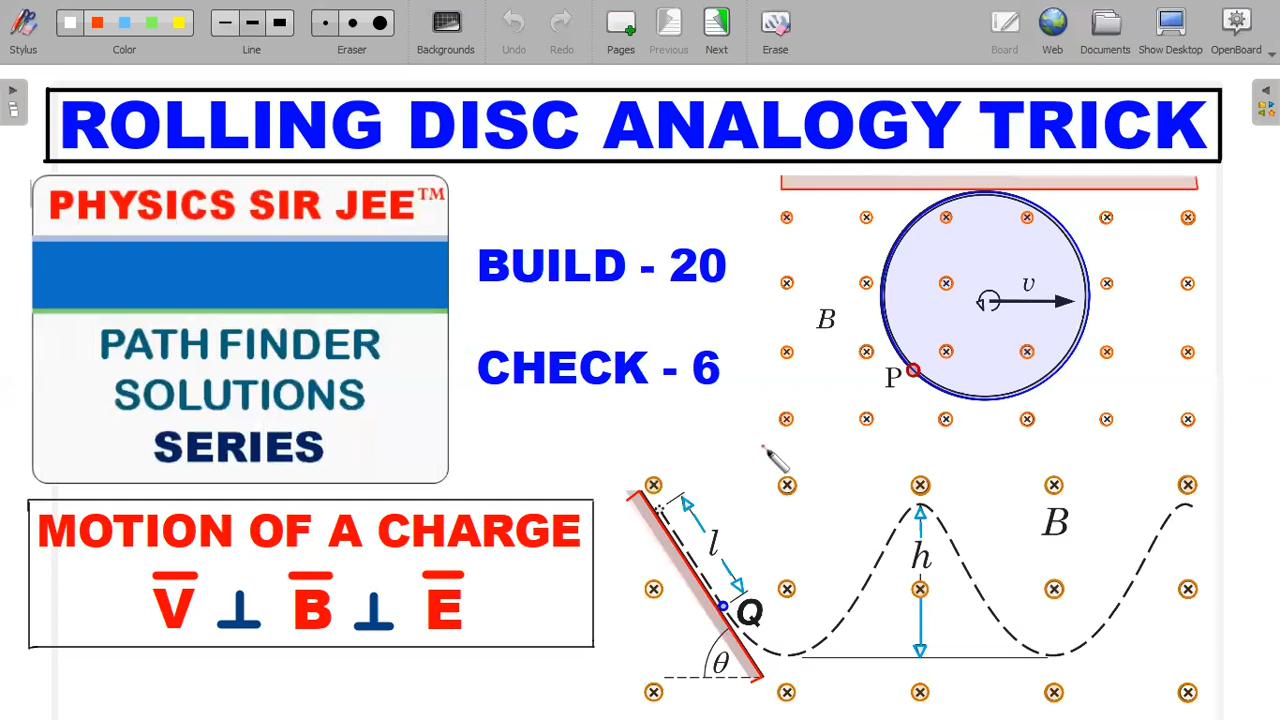 Stylus
Color
Line
Eraser
Backgrounds
Undo
Redo
Pages
Previous
Next
Erase
Board
Web
Documents
Show Desktop
OpenBoard
ROLLING DISC ANALOGY TRICK
PHYSICS SIR JEE™
PATH FINDER
SOLUTIONS
SERIES
BUILD - 20
CHECK - 6
v
B
P
MOTION OF A CHARGE
V ⊥ B ⊥ E
l
Q
θ
h
B